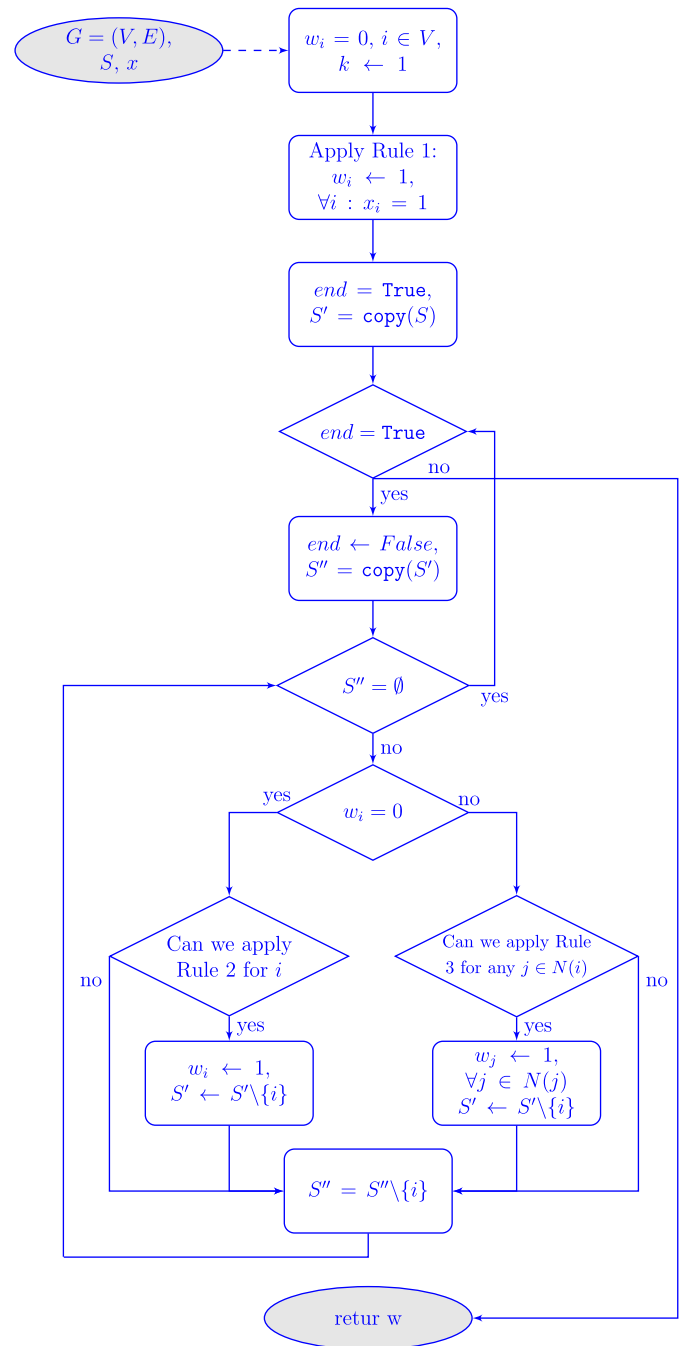 G = (V, E),
S, x
w_i = 0, i ∈ V,
k ← 1
Apply Rule 1:
w_i ← 1,
∀i : x_i = 1
end = True,
S′ = copy(S)
end = True
no
yes
end ← False,
S″ = copy(S′)
S″ = ∅
yes
no
w_i = 0
yes
no
Can we apply
Rule 2 for i
Can we apply Rule
3 for any j ∈ N(i)
no
no
yes
yes
w_i ← 1,
S′ ← S′\{i}
w_j ← 1,
∀j ∈ N(j)
S′ ← S′\{i}
S″ = S″\{i}
retur w